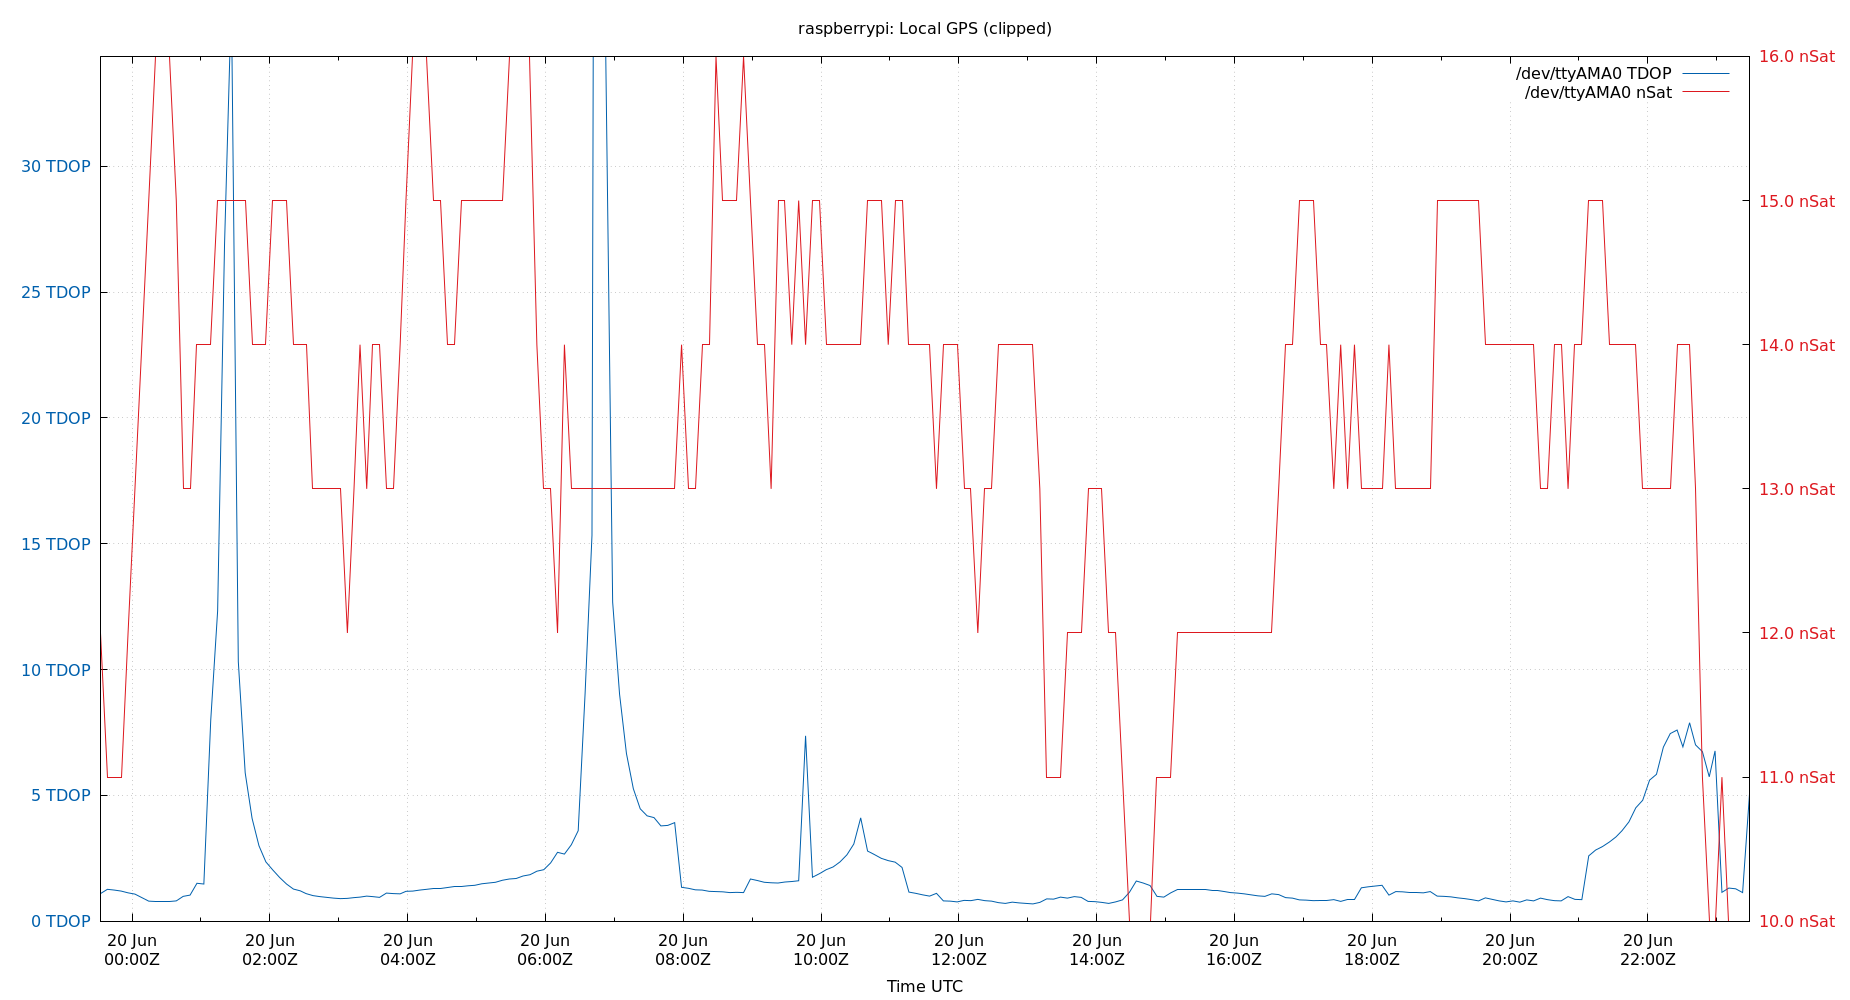 raspberrypi: Local GPS (clipped)
/dev/ttyAMA0 TDOP
/dev/ttyAMA0 nSat
30 TDOP
25 TDOP
20 TDOP
15 TDOP
10 TDOP
5 TDOP
0 TDOP
16.0 nSat
15.0 nSat
14.0 nSat
13.0 nSat
12.0 nSat
11.0 nSat
10.0 nSat
20 Jun 20 Jun 20 Jun 20 Jun 20 Jun 20 Jun 20 Jun 20 Jun 20 Jun 20 Jun 20 Jun 20 Jun
00:00Z 02:00Z 04:00Z 06:00Z 08:00Z 10:00Z 12:00Z 14:00Z 16:00Z 18:00Z 20:00Z 22:00Z
Time UTC